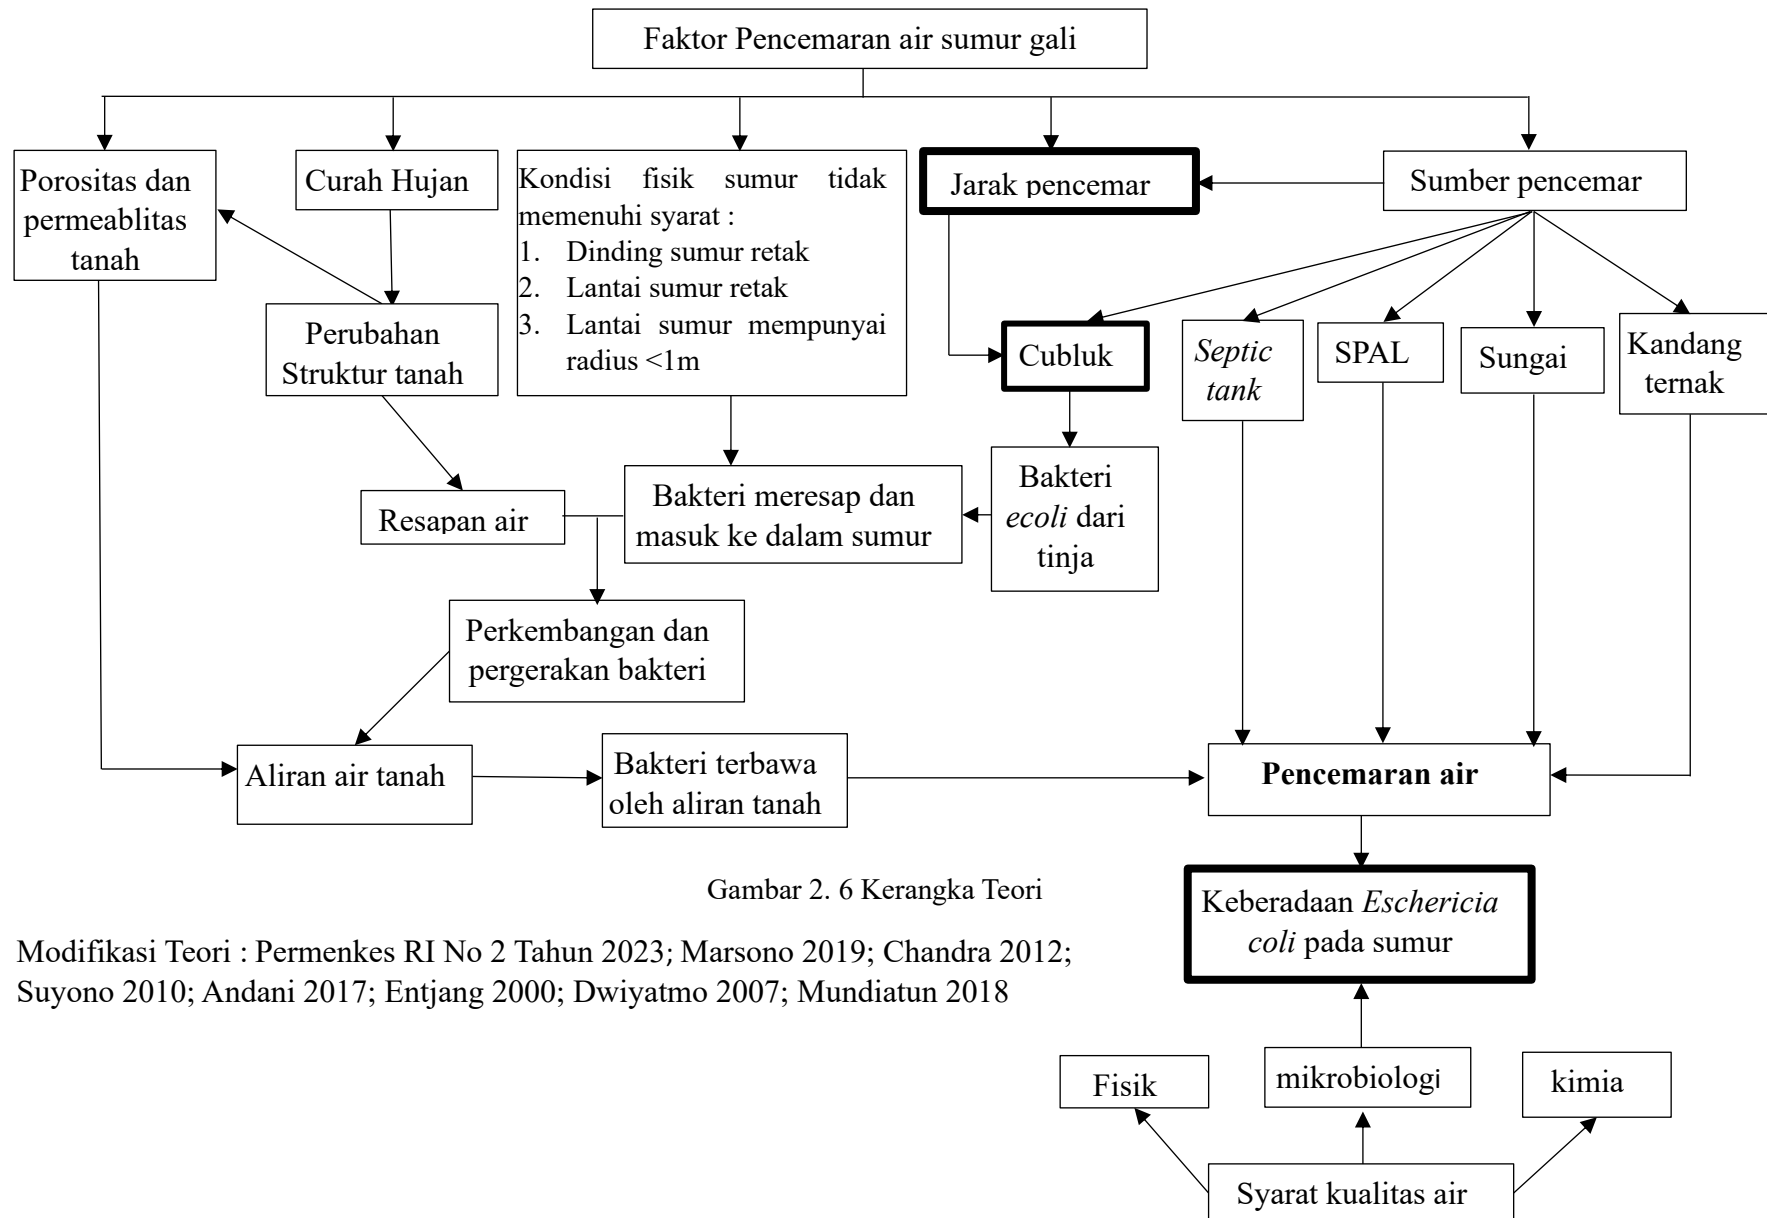 Faktor Pencemaran air sumur gali
Porositas dan
permeablitas
tanah
Curah Hujan
Kondisi fisik sumur tidak
memenuhi syarat :
1. Dinding sumur retak
2. Lantai sumur retak
3. Lantai sumur mempunyai
radius <1m
Jarak pencemar
Sumber pencemar
Perubahan
Struktur tanah
Cubluk
Septic
tank
SPAL
Sungai
Kandang
ternak
Resapan air
Bakteri meresap dan
masuk ke dalam sumur
Bakteri
ecoli dari
tinja
Perkembangan dan
pergerakan bakteri
Aliran air tanah
Bakteri terbawa
oleh aliran tanah
Pencemaran air
Gambar 2. 6 Kerangka Teori
Keberadaan Eschericia
coli pada sumur
Modifikasi Teori : Permenkes RI No 2 Tahun 2023; Marsono 2019; Chandra 2012;
Suyono 2010; Andani 2017; Entjang 2000; Dwiyatmo 2007; Mundiatun 2018
Fisik
mikrobiologi
kimia
Syarat kualitas air